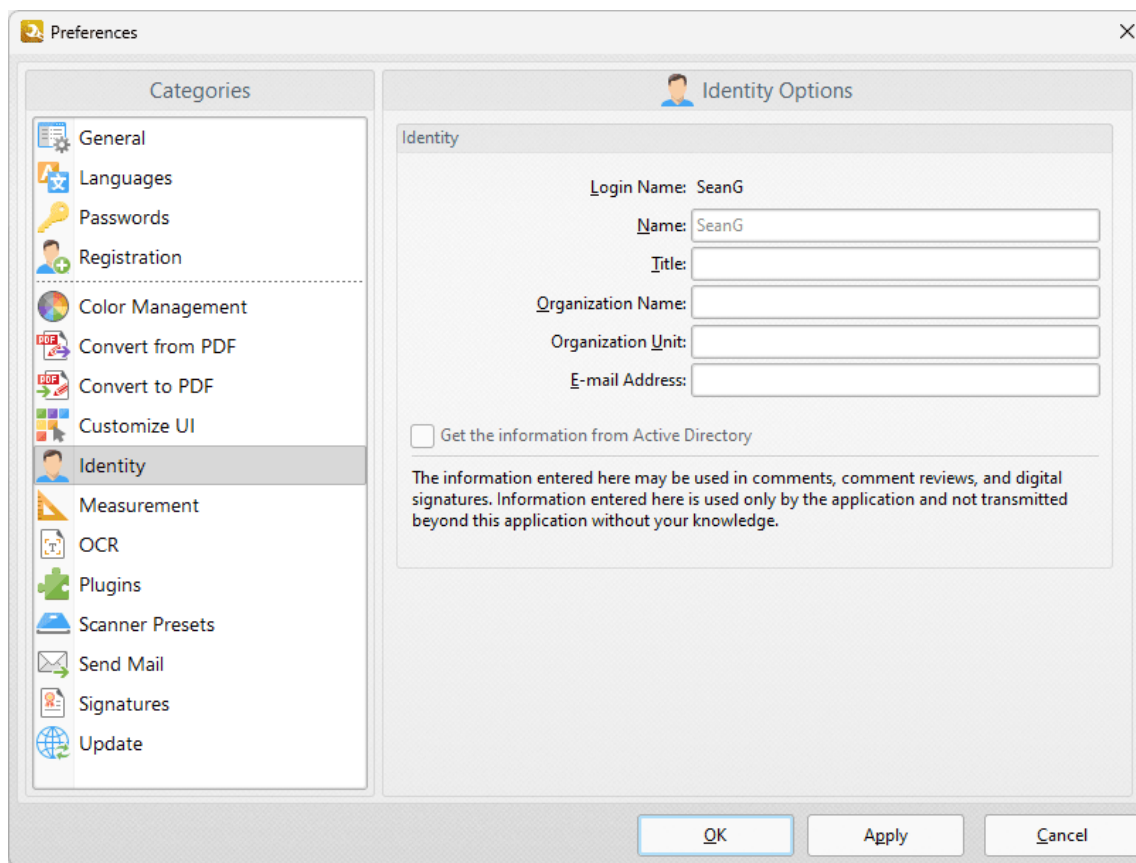 Preferences
Categories
General
Languages
Passwords
Registration
Color Management
PDF
Convert from PDF
PDF
Convert to PDF
Customize UI
Identity
Measurement
T
OCR
Plugins
Scanner Presets
Send Mail
Signatures
Update
Identity Options
Identity
Login Name: SeanG
Name: SeanG
Title:
Organization Name:
Organization Unit:
E-mail Address:
Get the information from Active Directory
The information entered here may be used in comments, comment reviews, and digital
signatures. Information entered here is used only by the application and not transmitted
beyond this application without your knowledge.
OK Apply Cancel